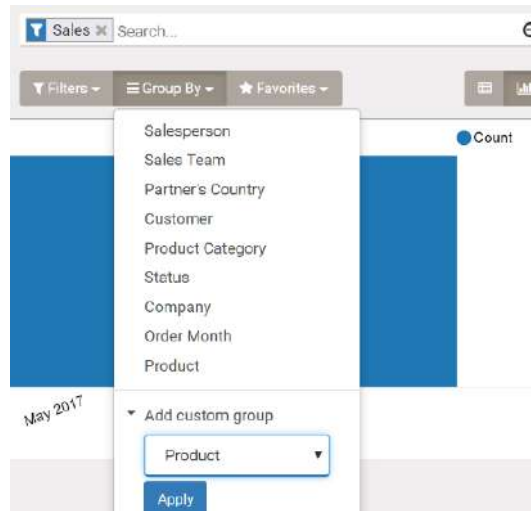 Sales Search...
Filters Group By Favorites
Salesperson
Count
Sales Team
Partner's Country
Customer
Product Category
Status
Company
Order Month
Product
May 2017
Add custom group
Product
Apply